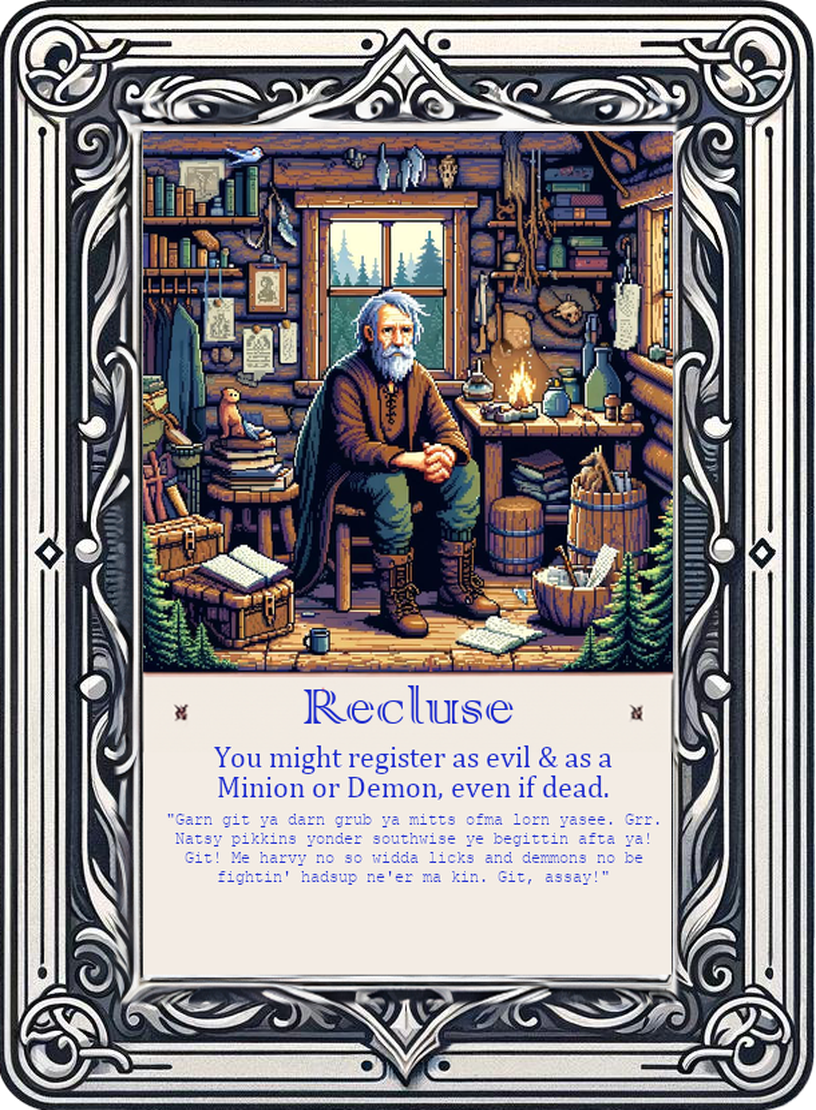 Recluse
You might register as evil & as a
Minion or Demon, even if dead.
"Garn git ya darn grub ya mitts ofma lorn yasee. Grr.
Natsy pikkins yonder southwise ye begittin afta ya!
Git! Me harvy no so widda licks and demmons no be
fightin' hadsup ne'er ma kin. Git, assay!"